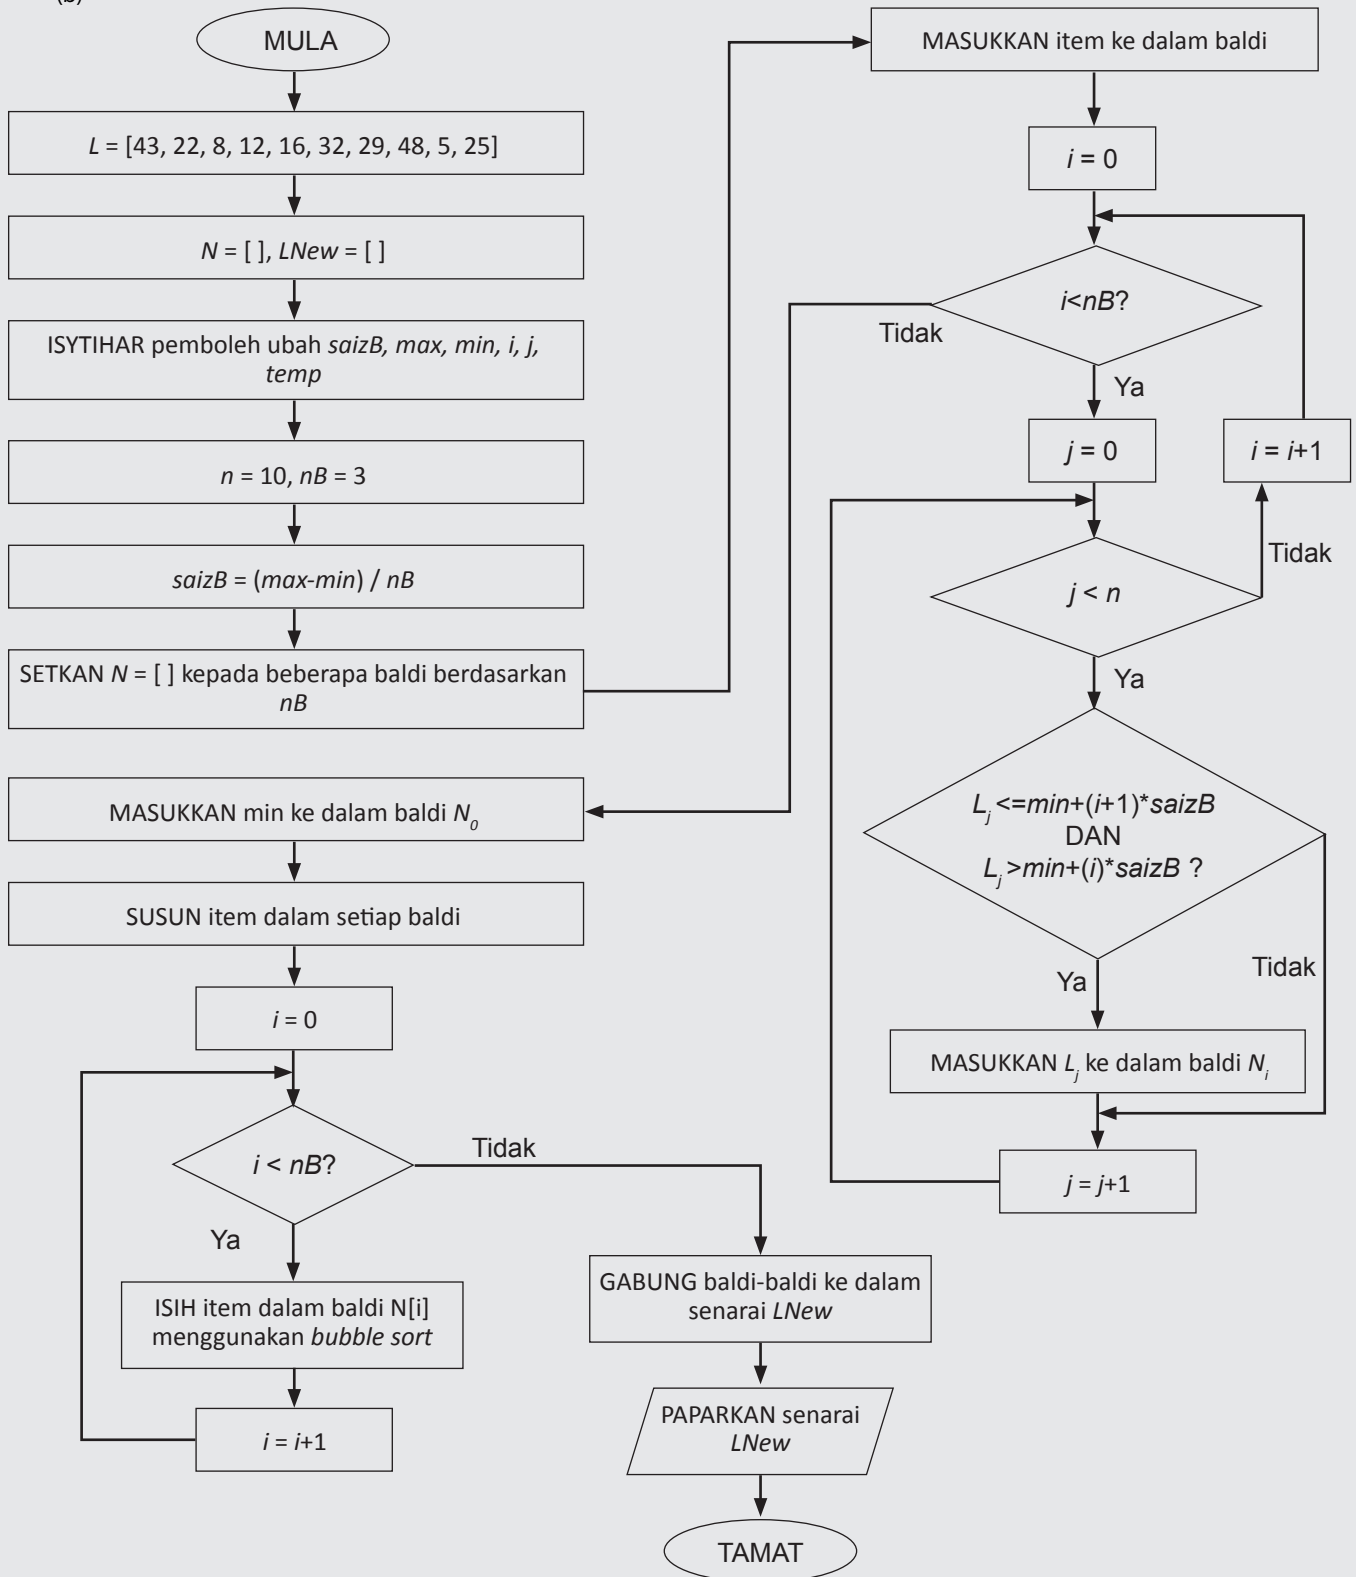 (b)
MULA
L = [43, 22, 8, 12, 16, 32, 29, 48, 5, 25]
N = [ ], LNew = [ ]
ISYTIHAR pemboleh ubah saizB, max, min, i, j,
temp
n = 10, nB = 3
saizB = (max-min) / nB
SETKAN N = [ ] kepada beberapa baldi berdasarkan
nB
MASUKKAN item ke dalam baldi
i = 0
i<nB?
Tidak
Ya
j = 0
i = i+1
j < n
Tidak
Ya
Lj <=min+(i+1)*saizB
DAN
Lj >min+(i)*saizB ?
Ya
Tidak
MASUKKAN Lj ke dalam baldi Ni
j = j+1
MASUKKAN min ke dalam baldi N0
SUSUN item dalam setiap baldi
i = 0
i < nB?
Tidak
Ya
ISIH item dalam baldi N[i]
menggunakan bubble sort
i = i+1
GABUNG baldi-baldi ke dalam
senarai LNew
PAPARKAN senarai
LNew
TAMAT